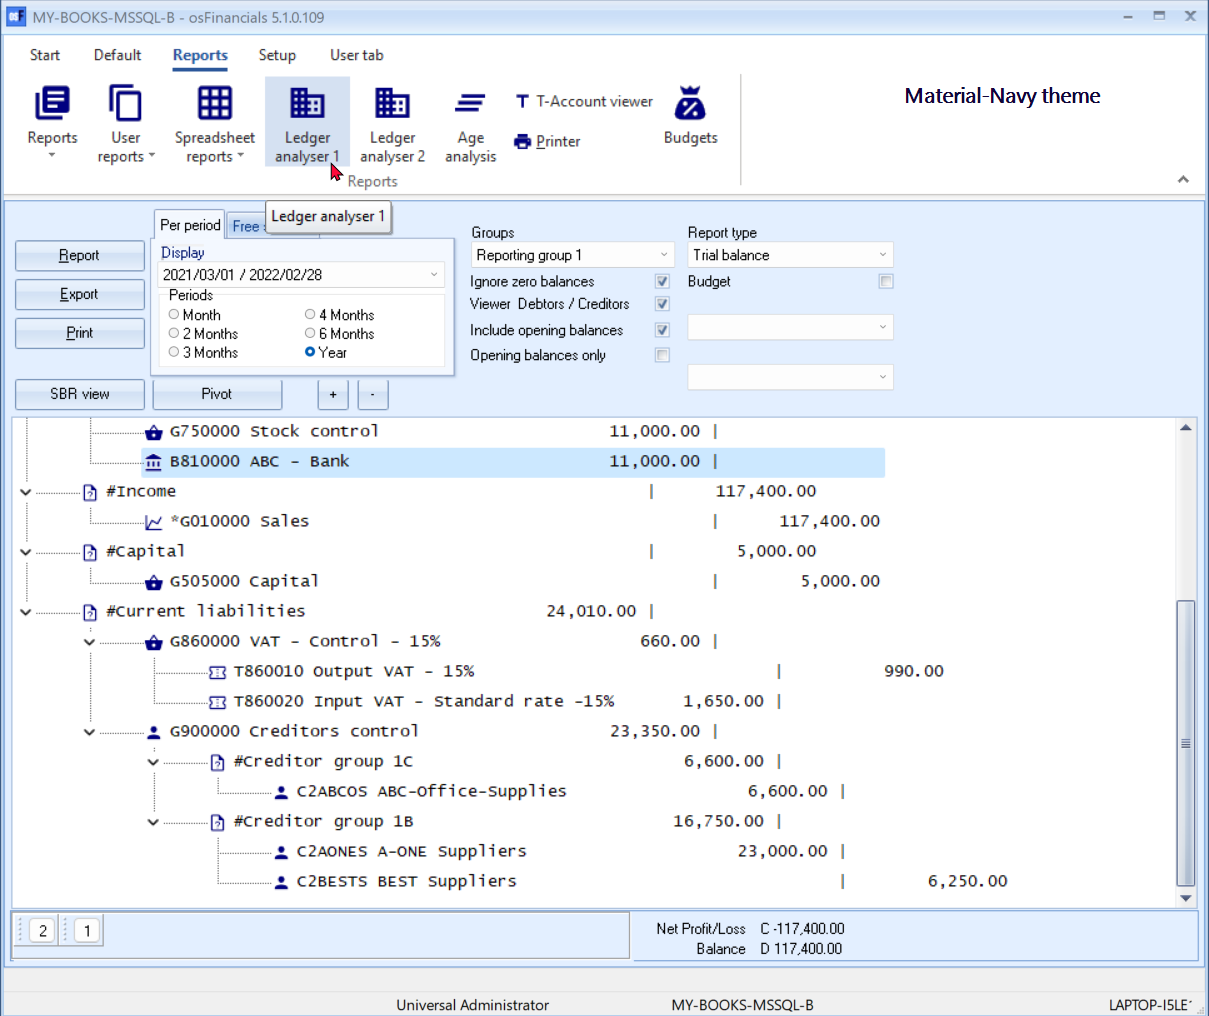 MY-BOOKS-MSSQL-B - osFinancials 5.1.0.109
Start Default Reports Setup User tab
Reports
User reports
Spreadsheet reports
Ledger analyser 1
Ledger analyser 2
Age analysis
T-Account viewer
Printer
Budgets
Material-Navy theme
Reports
Ledger analyser 1
Per period Free
Report
Export
Print
Display
2021/03/01 / 2022/02/28
Periods
Month 4 Months
2 Months 6 Months
3 Months Year
Groups
Reporting group 1
Ignore zero balances
Viewer Debtors / Creditors
Include opening balances
Opening balances only
Report type
Trial balance
Budget
SBR view Pivot + -
G750000 Stock control 11,000.00 |
B810000 ABC - Bank 11,000.00 |
#Income | 117,400.00
*G010000 Sales | 117,400.00
#Capital | 5,000.00
G505000 Capital | 5,000.00
#Current liabilities 24,010.00 |
G860000 VAT - Control - 15% 660.00 |
T860010 Output VAT - 15% | 990.00
T860020 Input VAT - Standard rate -15% 1,650.00 |
G900000 Creditors control 23,350.00 |
#Creditor group 1C 6,600.00 |
C2ABCOS ABC-Office-Supplies 6,600.00 |
#Creditor group 1B 16,750.00 |
C2AONES A-ONE Suppliers 23,000.00 |
C2BESTS BEST Suppliers | 6,250.00
2 1
Net Profit/Loss C -117,400.00
Balance D 117,400.00
Universal Administrator MY-BOOKS-MSSQL-B LAPTOP-I5LE